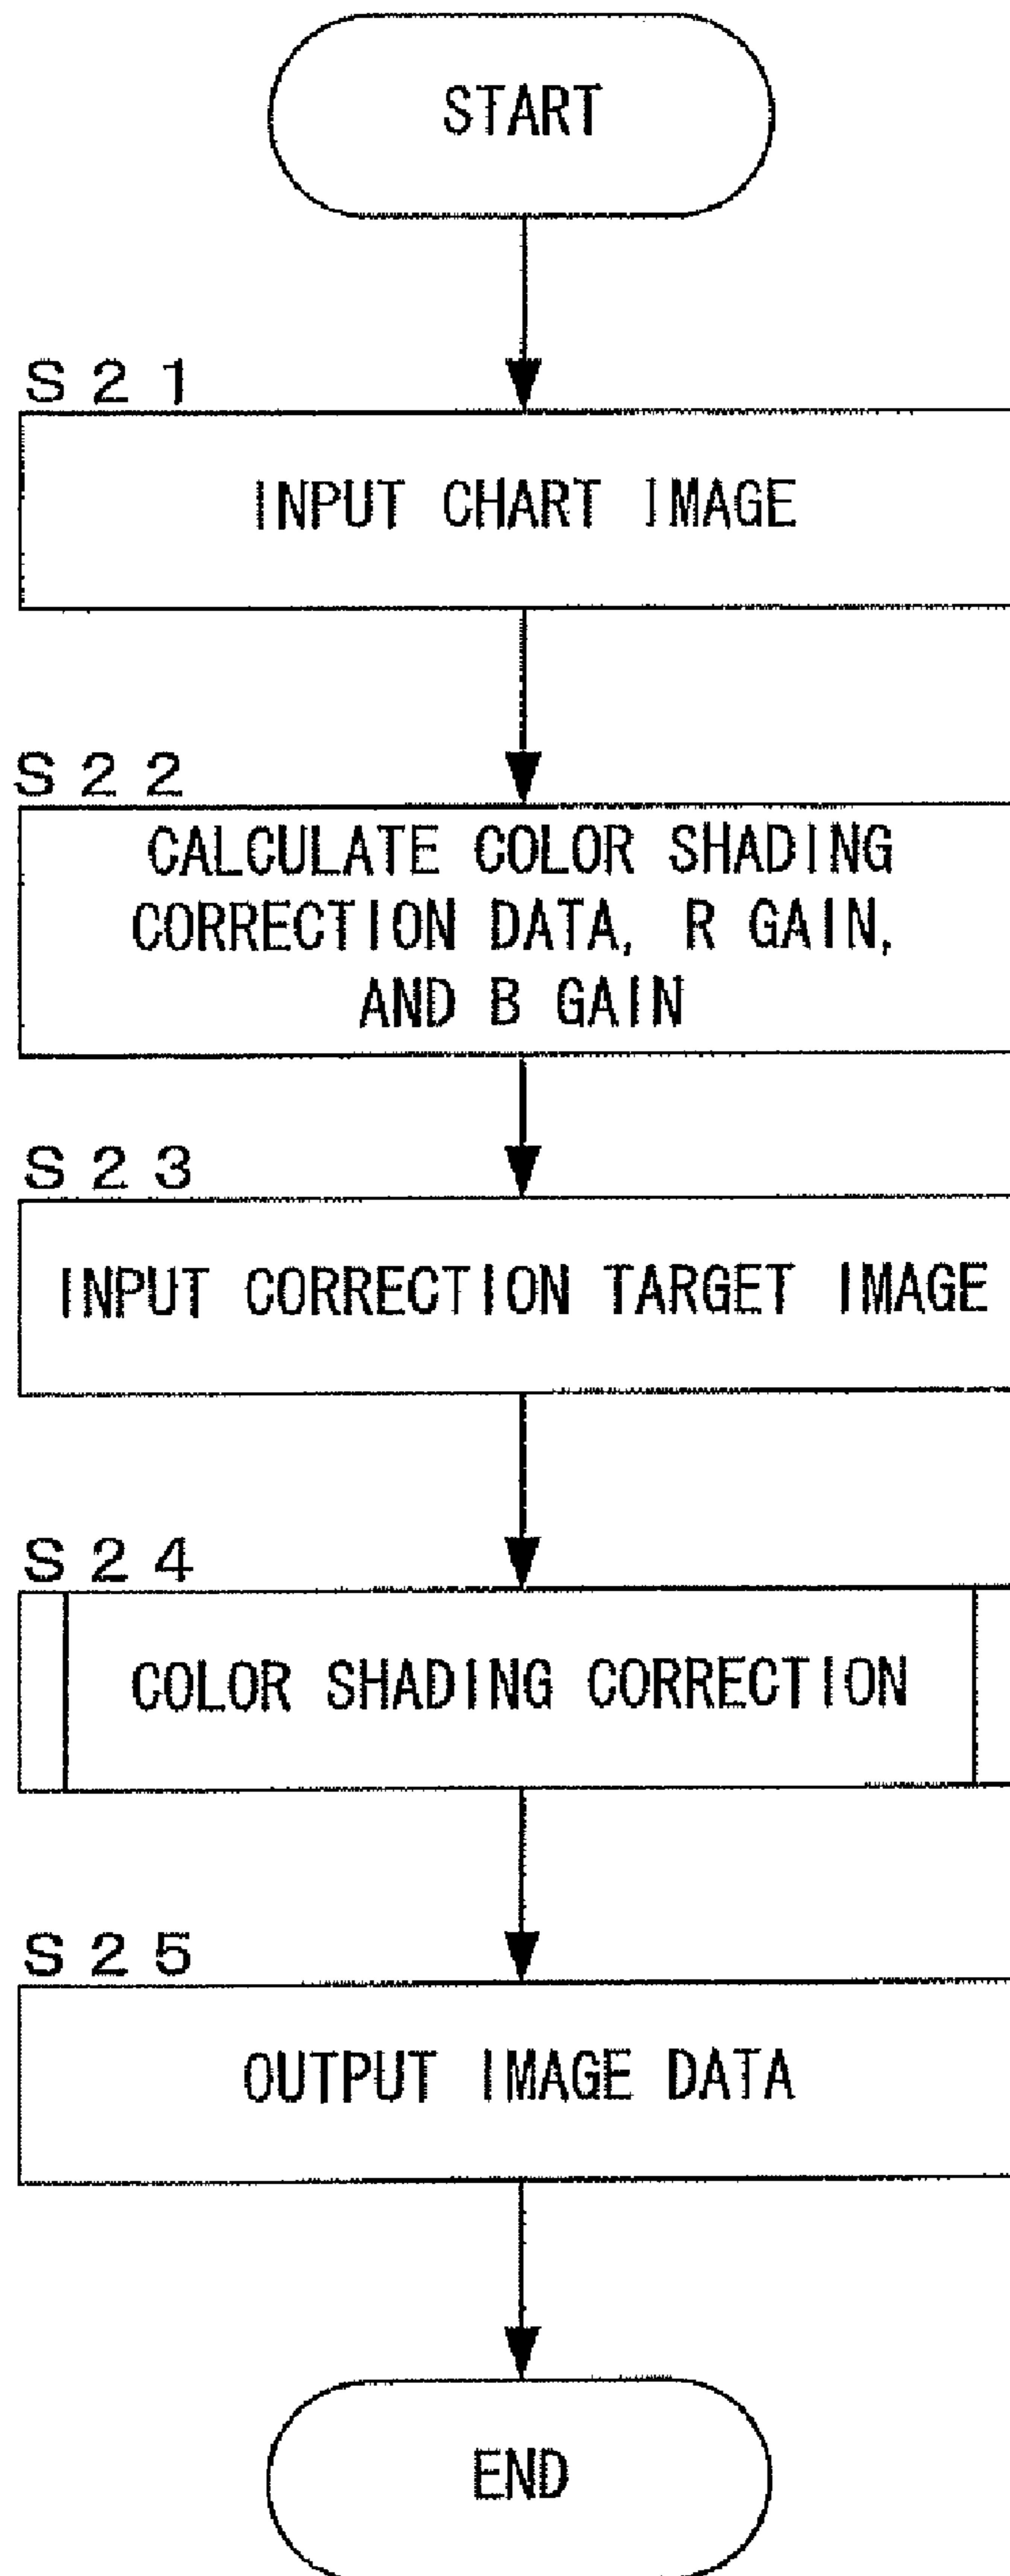 START
S21
INPUT CHART IMAGE
S22
CALCULATE COLOR SHADING
CORRECTION DATA, R GAIN,
AND B GAIN
S23
INPUT CORRECTION TARGET IMAGE
S24
COLOR SHADING CORRECTION
S25
OUTPUT IMAGE DATA
END